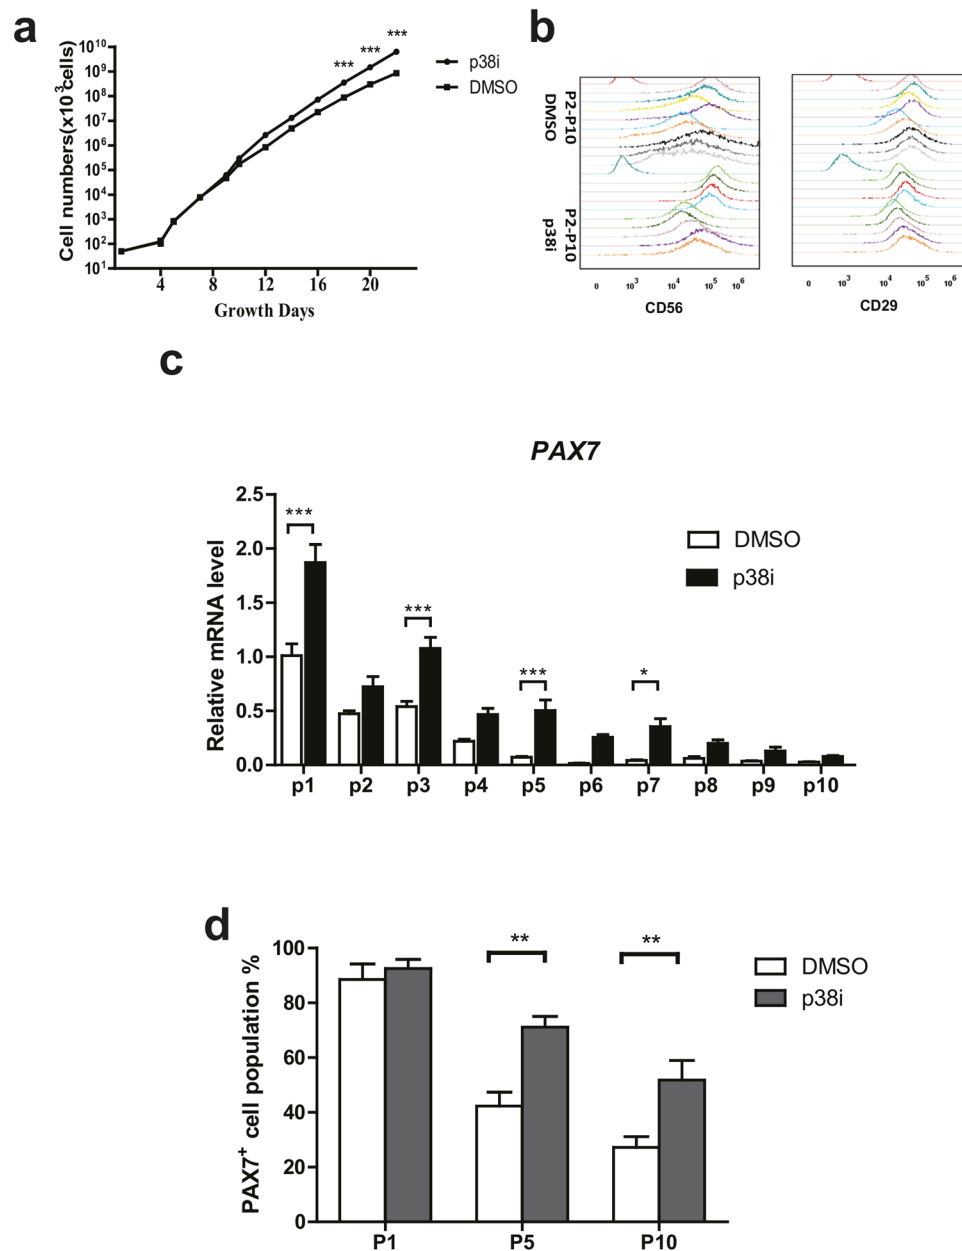 a
Cell numbers(x10³cells)
10¹⁰
10⁹
10⁸
10⁷
10⁶
10⁵
10⁴
10³
10²
10¹
4 8 12 16 20
Growth Days
*** *** ***
p38i
DMSO
b
P2-P10
DMSO
P2-P10
p38i
0 10³ 10⁴ 10⁵ 10⁶
CD56
0 10³ 10⁴ 10⁵ 10⁶
CD29
c
PAX7
Relative mRNA level
2.5
2.0
1.5
1.0
0.5
0.0
*** *** *** *
DMSO
p38i
p1 p2 p3 p4 p5 p6 p7 p8 p9 p10
d
PAX7⁺ cell population %
100
80
60
40
20
0
** **
DMSO
p38i
P1 P5 P10